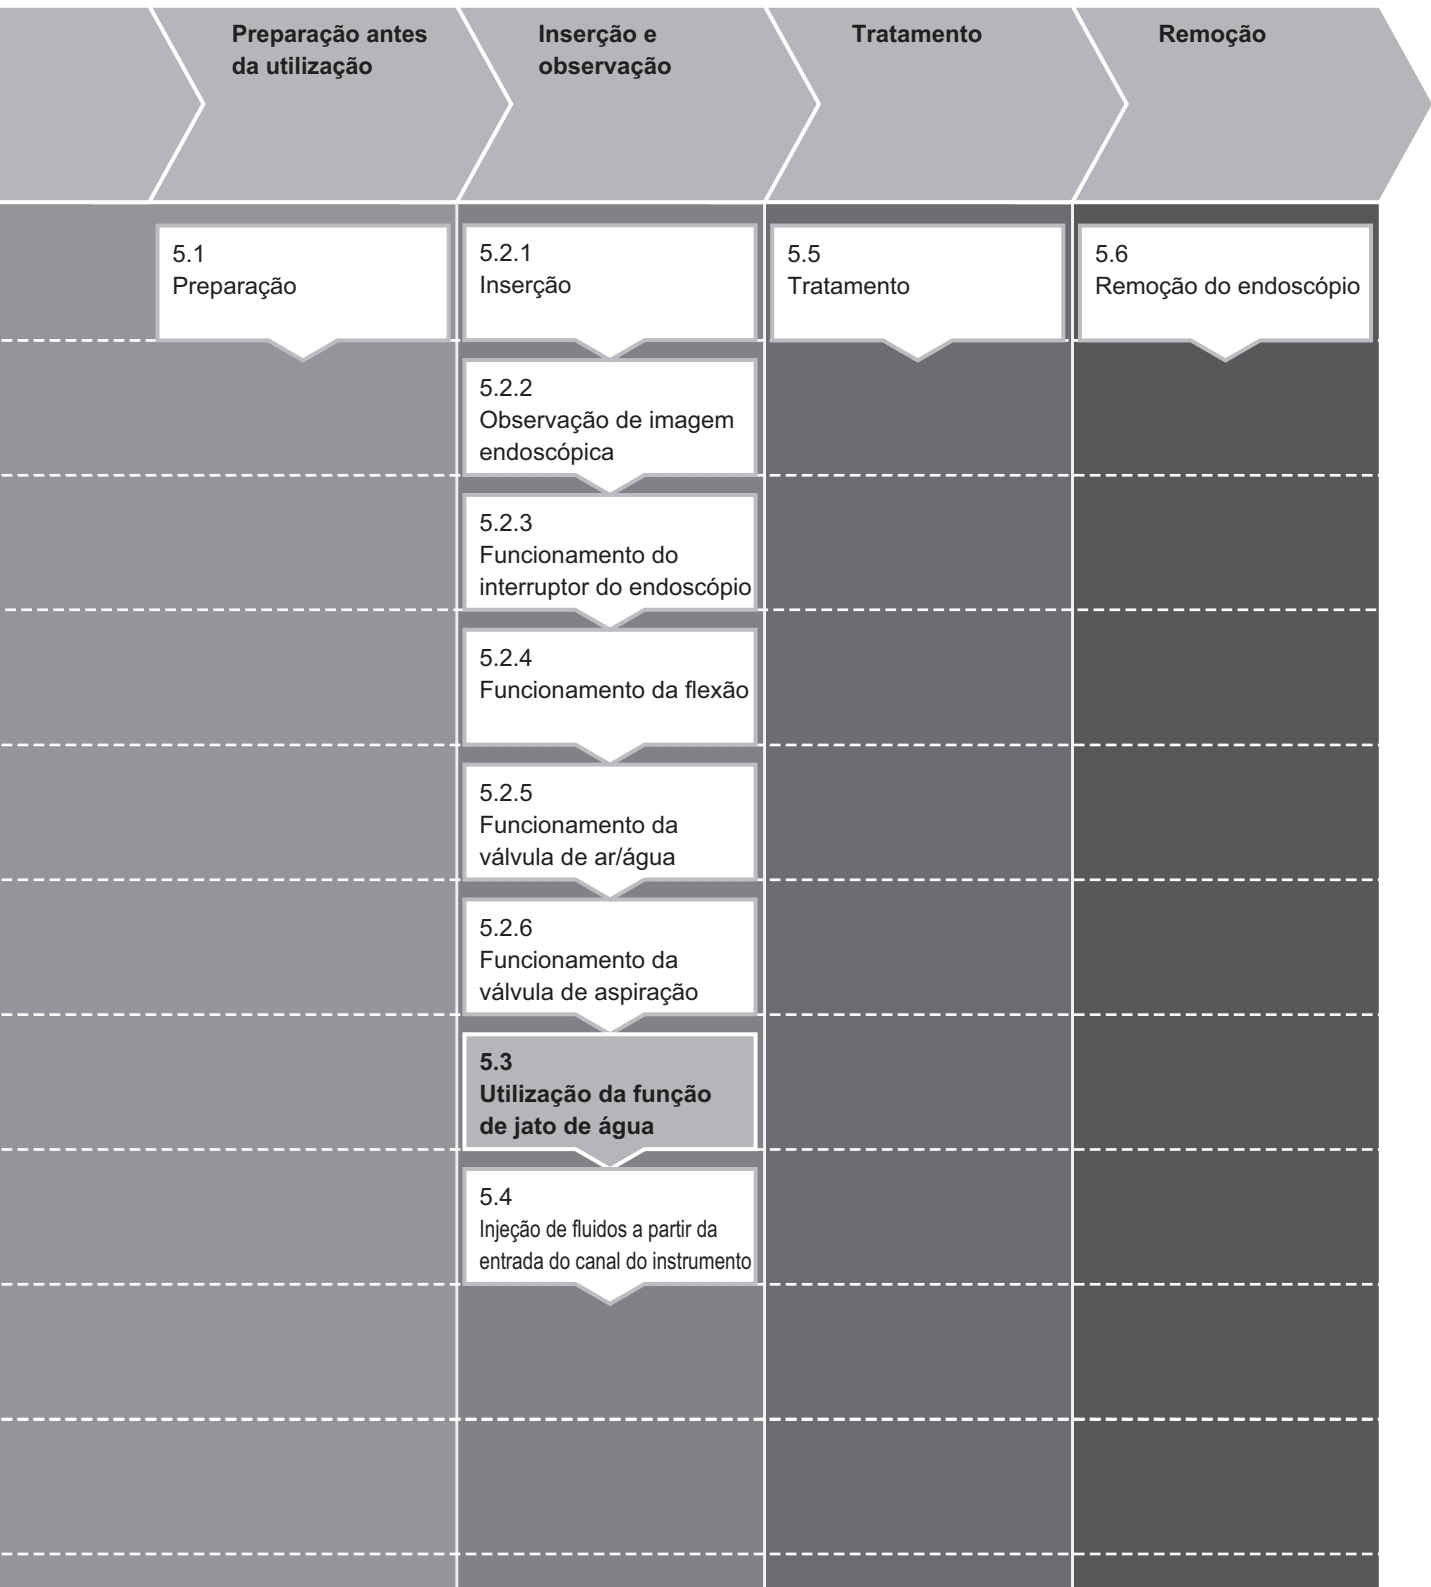 Preparação antes
da utilização
Inserção e
observação
Tratamento
Remoção
5.1
Preparação
5.2.1
Inserção
5.2.2
Observação de imagem
endoscópica
5.2.3
Funcionamento do
interruptor do endoscópio
5.2.4
Funcionamento da flexão
5.2.5
Funcionamento da
válvula de ar/água
5.2.6
Funcionamento da
válvula de aspiração
5.3
Utilização da função
de jato de água
5.4
Injeção de fluidos a partir da
entrada do canal do instrumento
5.5
Tratamento
5.6
Remoção do endoscópio